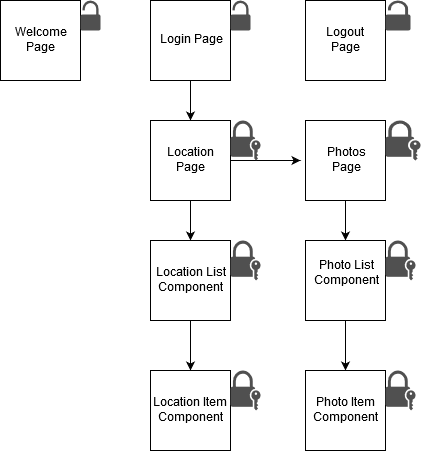 Welcome
Page
Login Page
Logout
Page
Location
Page
Photos
Page
Location List
Component
Photo List
Component
Location Item
Component
Photo Item
Component